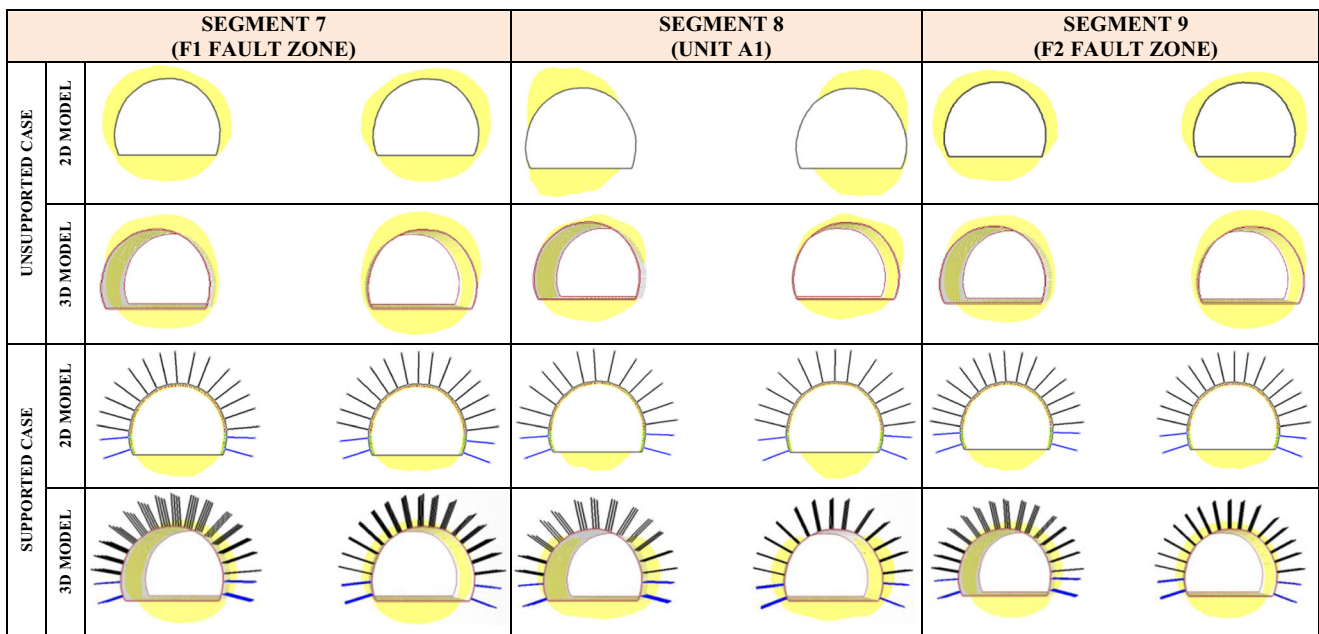 SEGMENT 7
(F1 FAULT ZONE)
SEGMENT 8
(UNIT A1)
SEGMENT 9
(F2 FAULT ZONE)
UNSUPPORTED CASE
2D MODEL
3D MODEL
SUPPORTED CASE
2D MODEL
3D MODEL